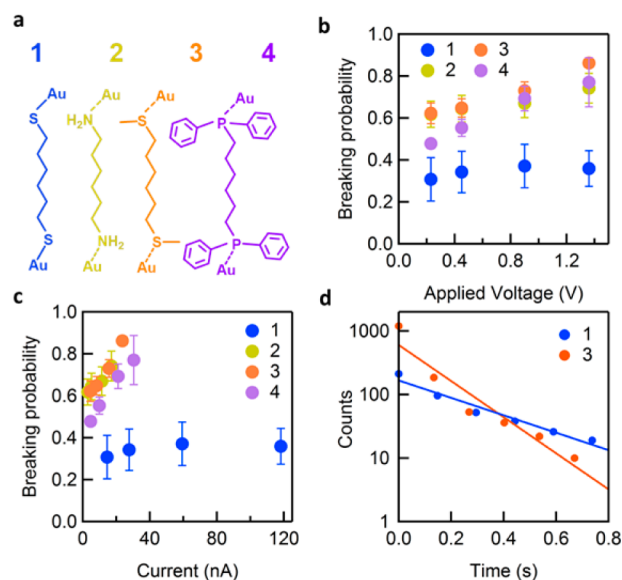 a
1 2 3 4
Au Au Au Au
S H₂N S P
S NH₂ S P
Au Au Au Au
b
1 3
2 4
Breaking probability
1.0
0.8
0.6
0.4
0.2
0.0
0.0 0.4 0.8 1.2
Applied Voltage (V)
c
1
2
3
4
Breaking probability
1.0
0.8
0.6
0.4
0.2
0.0
0 40 80 120
Current (nA)
d
1
3
Counts
1000
100
10
1
0.0 0.2 0.4 0.6 0.8
Time (s)